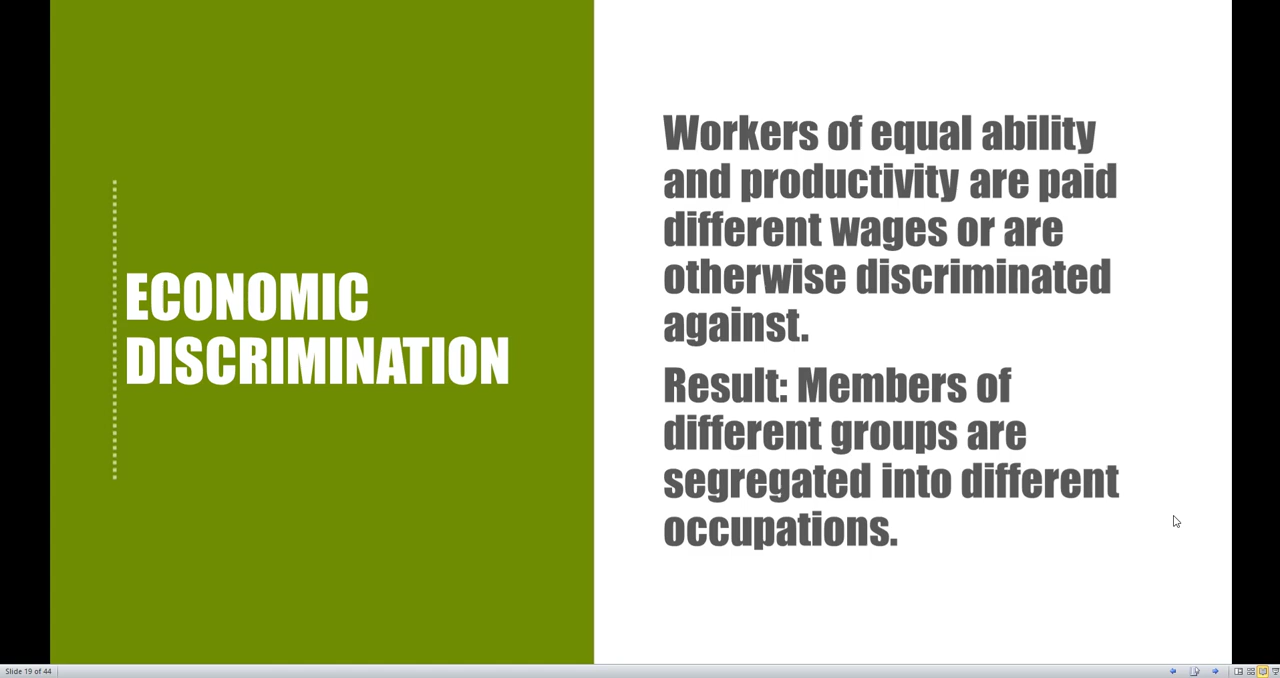 ECONOMIC
DISCRIMINATION
Workers of equal ability
and productivity are paid
different wages or are
otherwise discriminated
against.
Result: Members of
different groups are
segregated into different
occupations.
Slide 19 of 44